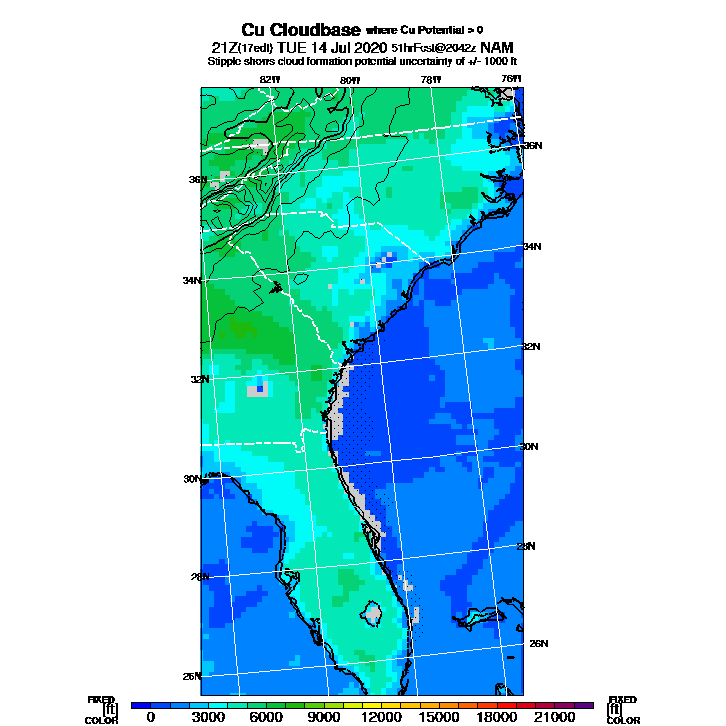 Cu Cloudbase where Cu Potential > 0
21Z(17edt) TUE 14 Jul 2020 51hrFcst@2042z NAM
Stipple shows cloud formation potential uncertainty of +/- 1000 ft
82W 80W 78W 76W
36N
36N
34N
34N
32N
32N
30N
30N
28N
28N
26N
26N
FIXED FIXED
[ft] [ft]
COLOR 0 3000 6000 9000 12000 15000 18000 21000 COLOR